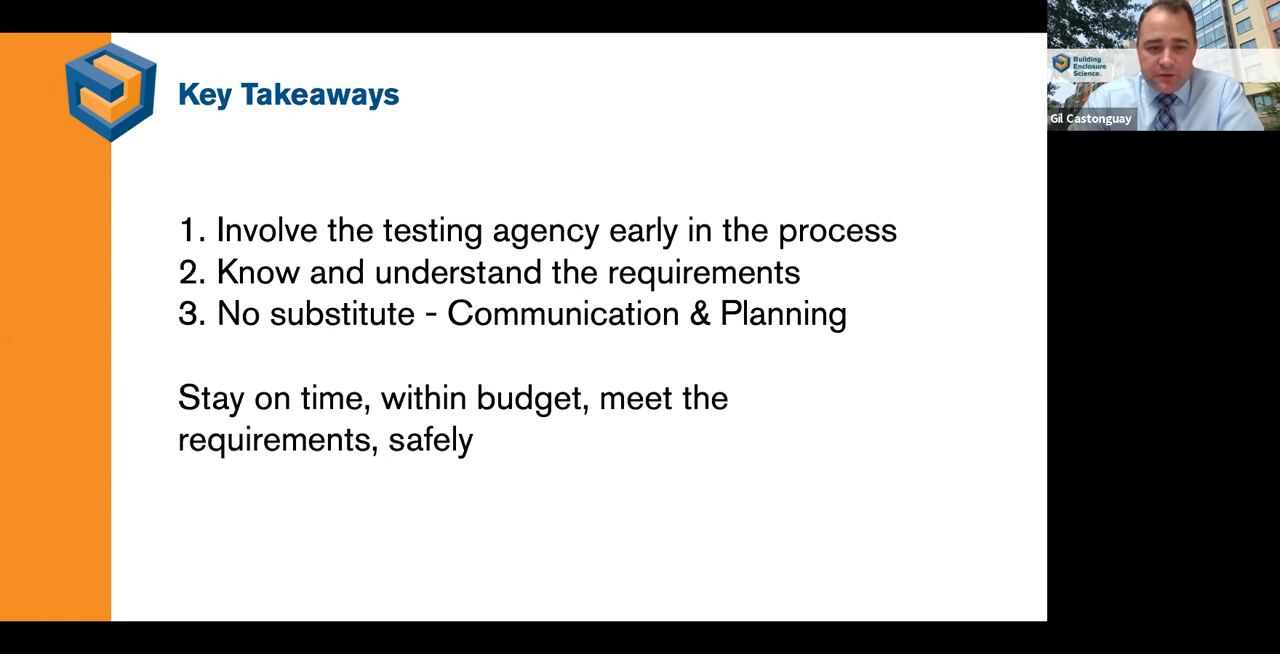 Key Takeaways
1. Involve the testing agency early in the process
2. Know and understand the requirements
3. No substitute - Communication & Planning
Stay on time, within budget, meet the
requirements, safely
Building
Enclosure
Science
Gil Castonguay